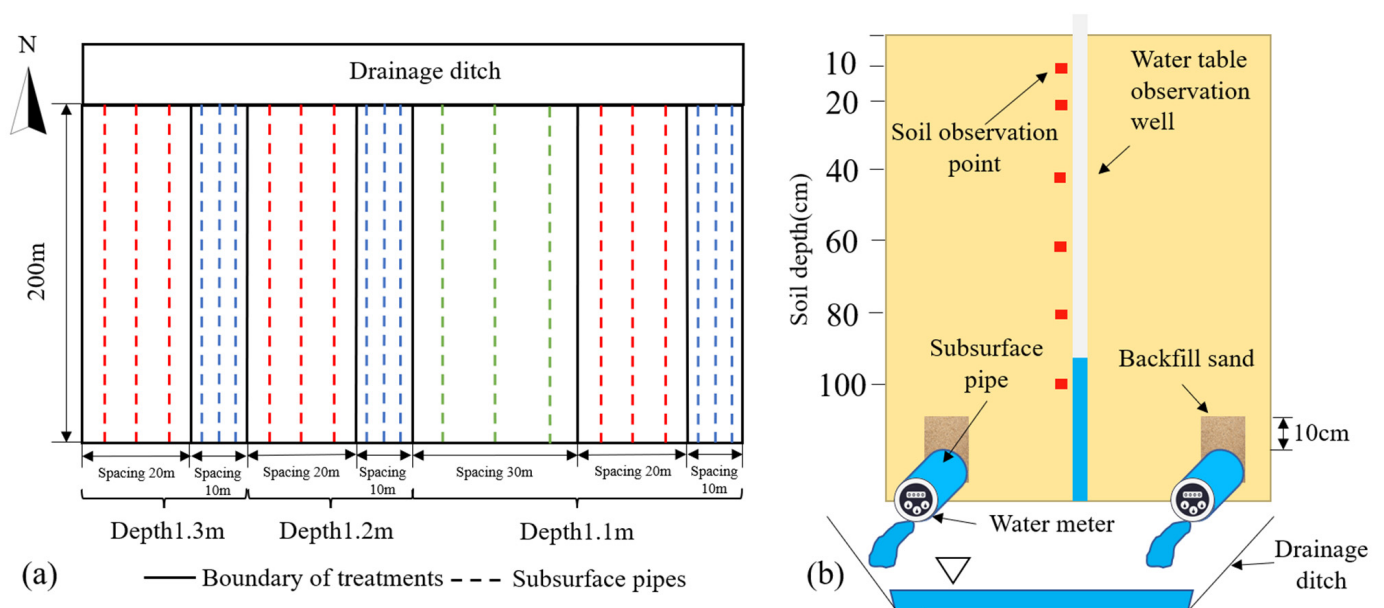 N
Drainage ditch
200m
Spacing 20m
Spacing
10m
Spacing 20m
Spacing
10m
Spacing 30m
Spacing 20m
Spacing
10m
Depth1.3m
Depth1.2m
Depth1.1m
(a)
Boundary of treatments
Subsurface pipes
Soil depth(cm)
10
20
40
60
80
100
Soil observation
point
Water table
observation
well
Subsurface
pipe
Backfill sand
10cm
Water meter
Drainage
ditch
(b)